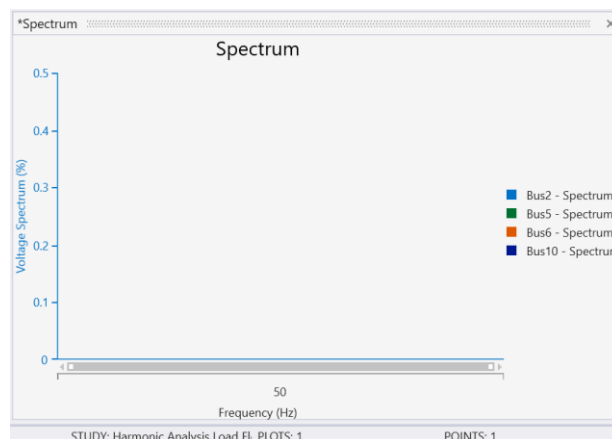 *Spectrum
Spectrum
0.5
0.4
0.3
0.2
0.1
0
Voltage Spectrum (%)
Bus2 - Spectrum
Bus5 - Spectrum
Bus6 - Spectrum
Bus10 - Spectrum
50
Frequency (Hz)
STUDY: Harmonic Analysis Load Fl. PLOTS: 1
POINTS: 1